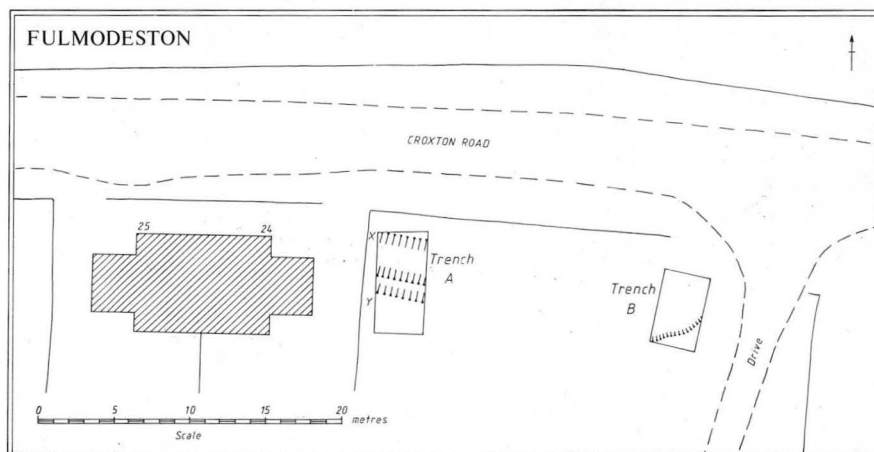 FULMODESTON
CROXTON ROAD
25
24
X
Trench
A
Y
Trench
B
Drive
0
5
10
15
20
metres
Scale